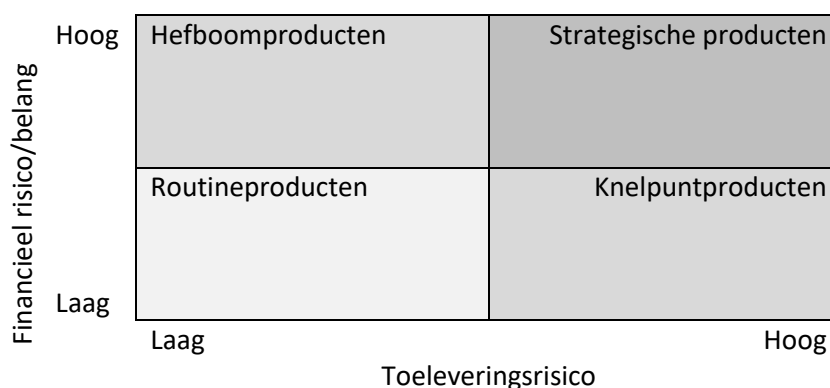 Financieel risico/belang
Hoog
Hefboomproducten
Strategische producten
Routineproducten
Knelpuntproducten
Laag
Laag
Hoog
Toeleveringsrisico